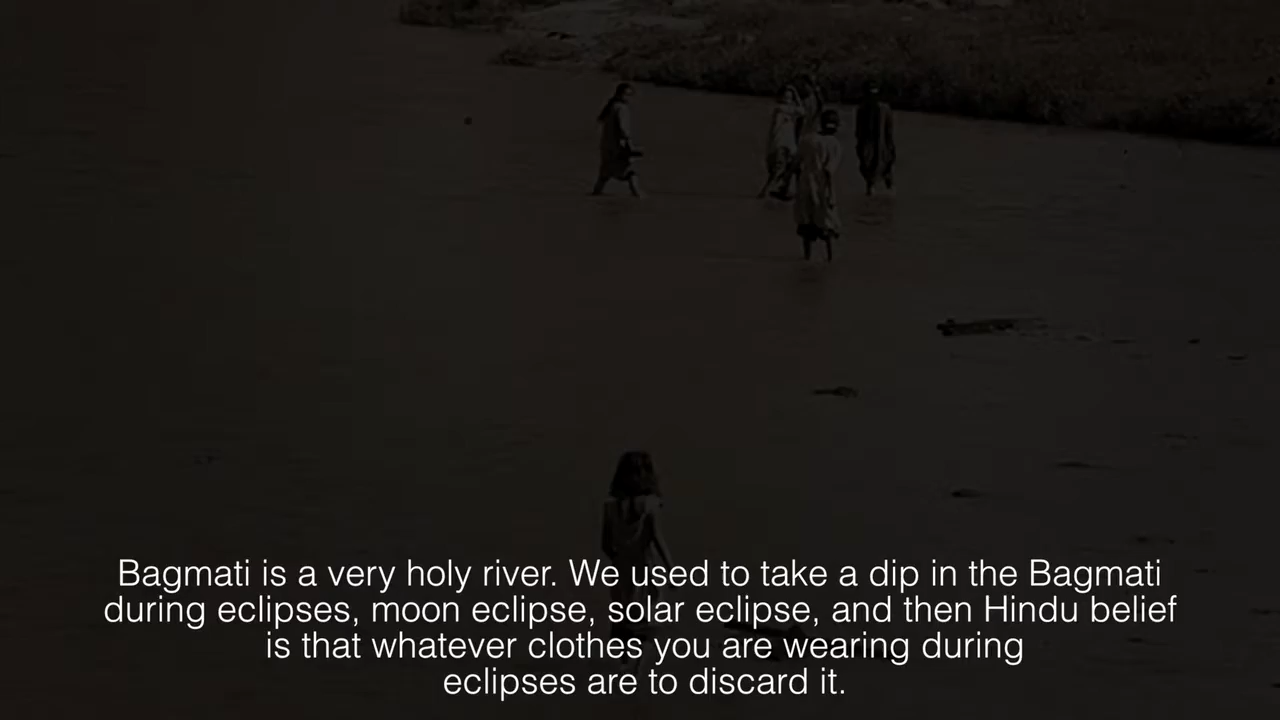 Bagmati is a very holy river. We used to take a dip in the Bagmati
during eclipses, moon eclipse, solar eclipse, and then Hindu belief
is that whatever clothes you are wearing during
eclipses are to discard it.